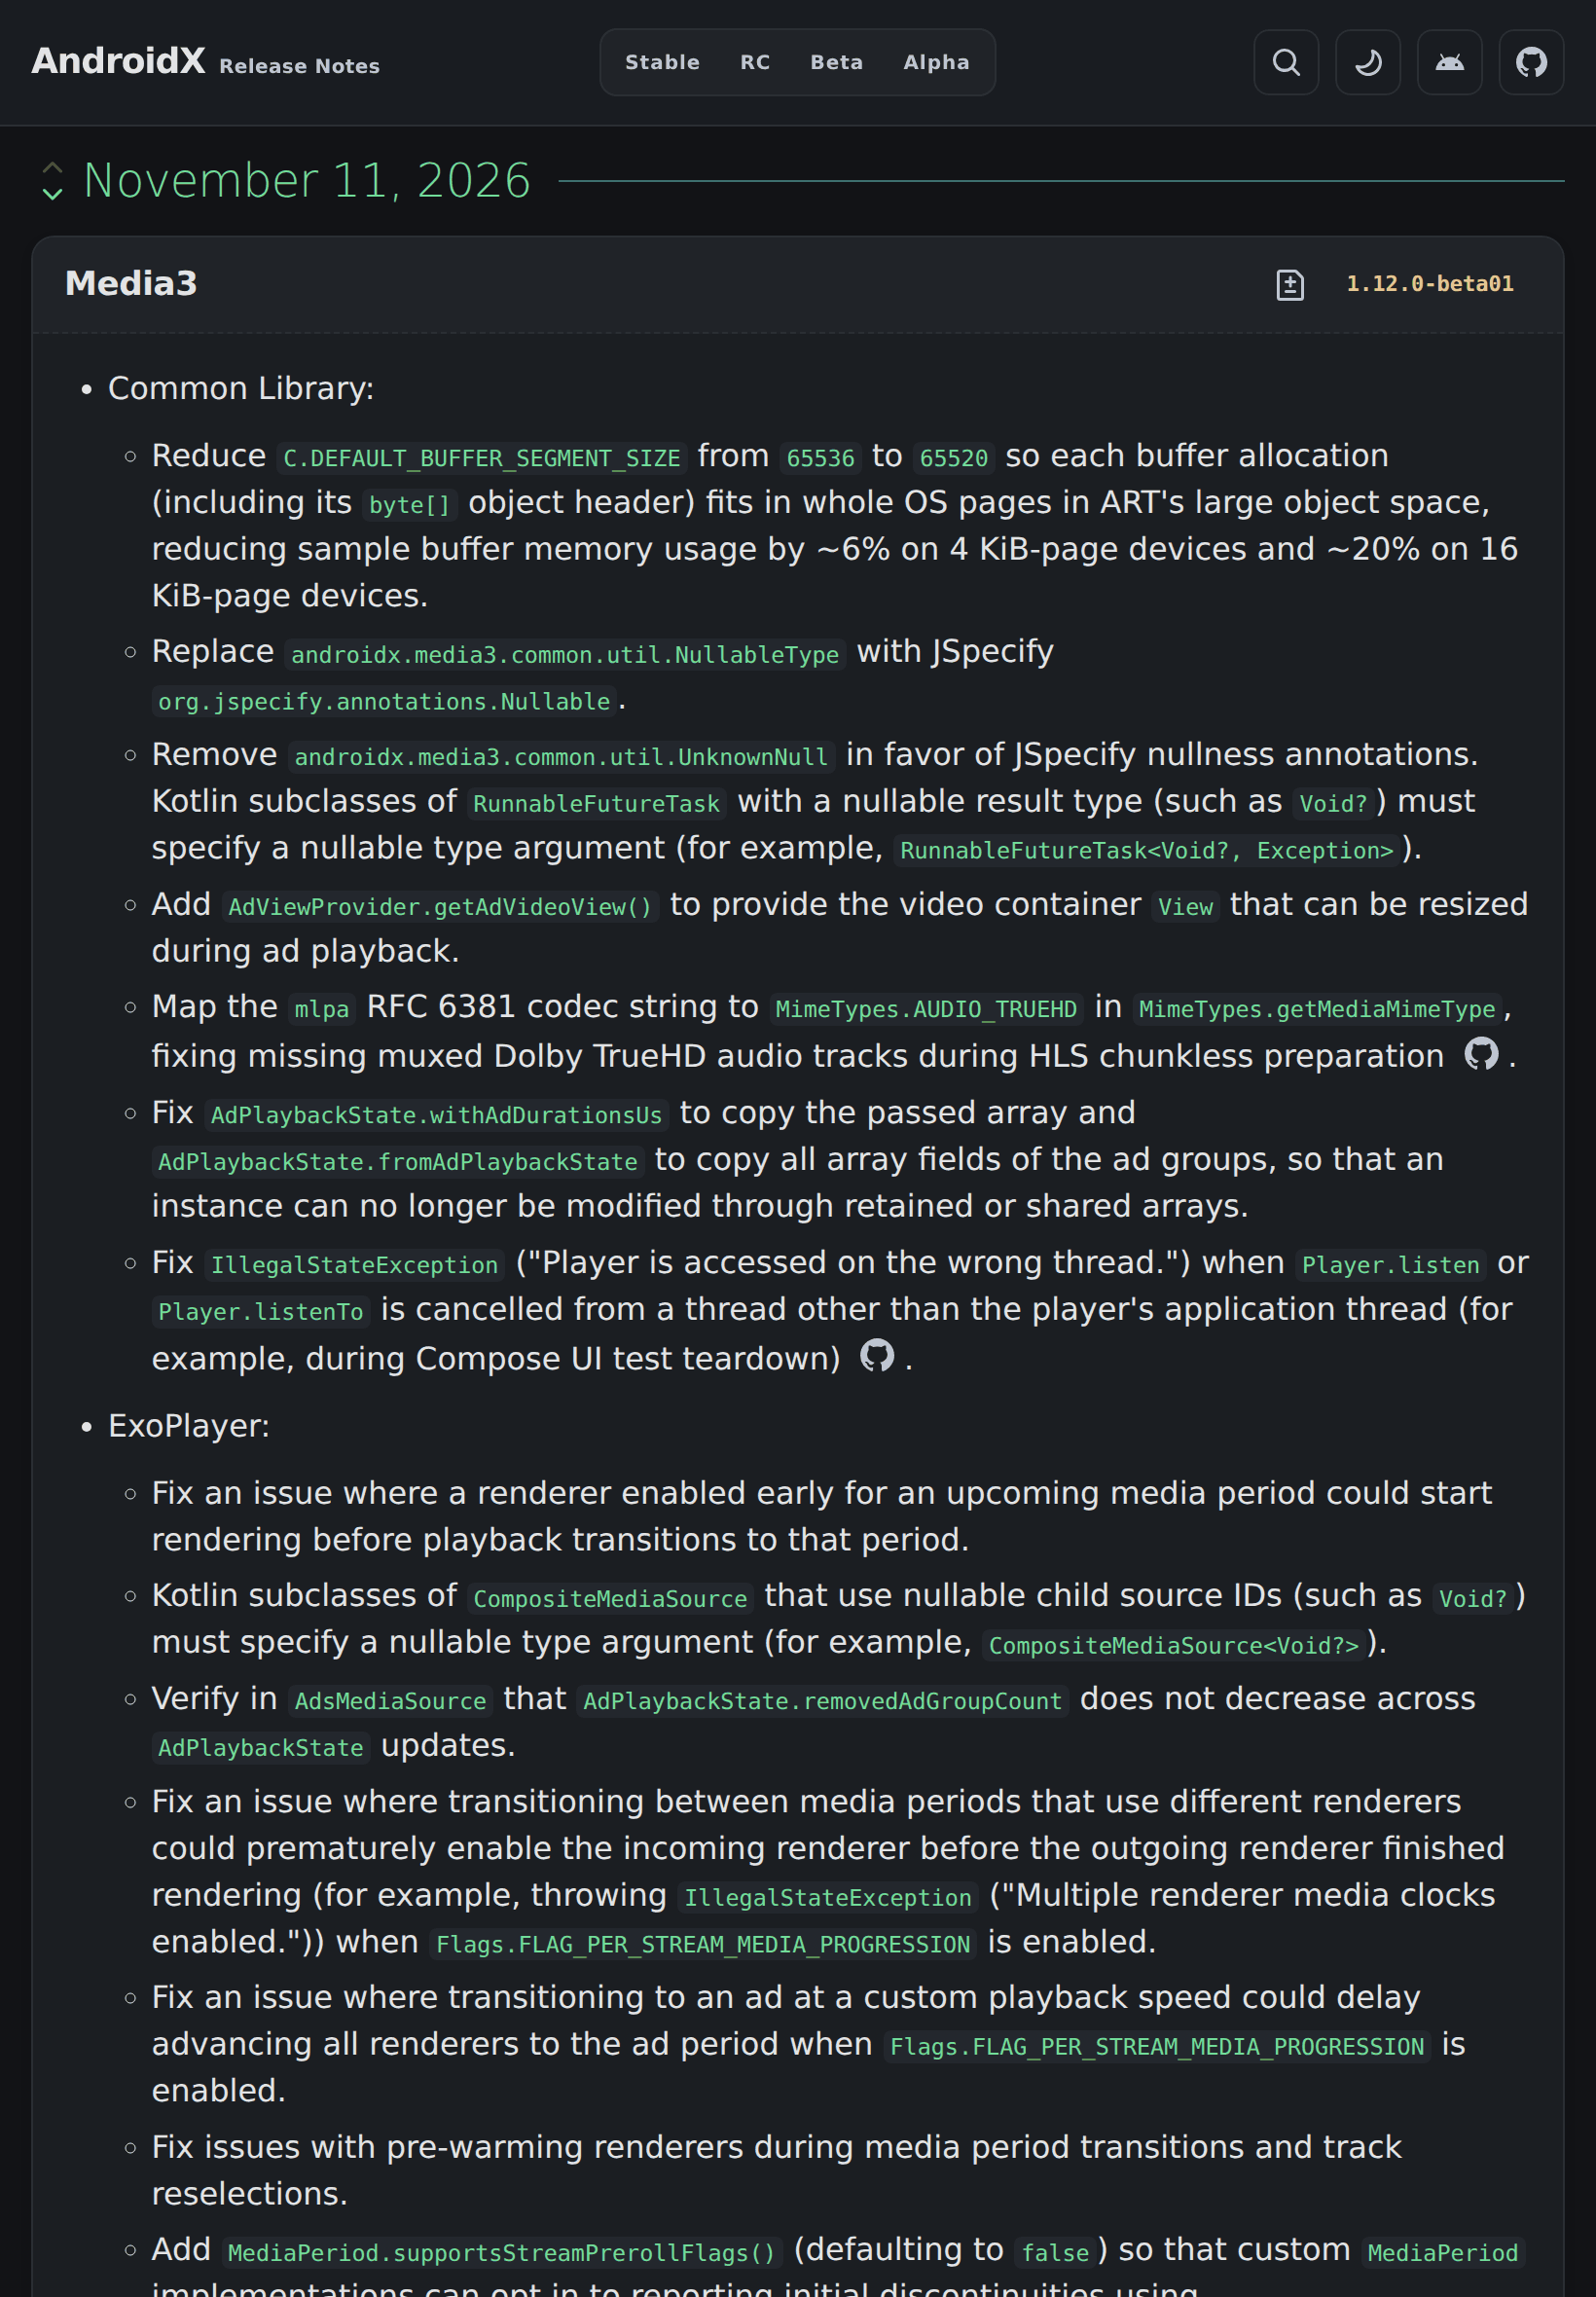 AndroidX Release Notes
Stable RC Beta Alpha
November 11, 2026
Media3
1.12.0-beta01
Common Library:
Reduce C.DEFAULT_BUFFER_SEGMENT_SIZE from 65536 to 65520 so each buffer allocation
(including its byte[] object header) fits in whole OS pages in ART's large object space,
reducing sample buffer memory usage by ~6% on 4 KiB-page devices and ~20% on 16
KiB-page devices.
Replace androidx.media3.common.util.NullableType with JSpecify
org.jspecify.annotations.Nullable.
Remove androidx.media3.common.util.UnknownNull in favor of JSpecify nullness annotations.
Kotlin subclasses of RunnableFutureTask with a nullable result type (such as Void?) must
specify a nullable type argument (for example, RunnableFutureTask<Void?, Exception>).
Add AdViewProvider.getAdVideoView() to provide the video container View that can be resized
during ad playback.
Map the mlpa RFC 6381 codec string to MimeTypes.AUDIO_TRUEHD in MimeTypes.getMediaMimeType,
fixing missing muxed Dolby TrueHD audio tracks during HLS chunkless preparation .
Fix AdPlaybackState.withAdDurationsUs to copy the passed array and
AdPlaybackState.fromAdPlaybackState to copy all array fields of the ad groups, so that an
instance can no longer be modified through retained or shared arrays.
Fix IllegalStateException ("Player is accessed on the wrong thread.") when Player.listen or
Player.listenTo is cancelled from a thread other than the player's application thread (for
example, during Compose UI test teardown) .
ExoPlayer:
Fix an issue where a renderer enabled early for an upcoming media period could start
rendering before playback transitions to that period.
Kotlin subclasses of CompositeMediaSource that use nullable child source IDs (such as Void?)
must specify a nullable type argument (for example, CompositeMediaSource<Void?>).
Verify in AdsMediaSource that AdPlaybackState.removedAdGroupCount does not decrease across
AdPlaybackState updates.
Fix an issue where transitioning between media periods that use different renderers
could prematurely enable the incoming renderer before the outgoing renderer finished
rendering (for example, throwing IllegalStateException ("Multiple renderer media clocks
enabled.")) when Flags.FLAG_PER_STREAM_MEDIA_PROGRESSION is enabled.
Fix an issue where transitioning to an ad at a custom playback speed could delay
advancing all renderers to the ad period when Flags.FLAG_PER_STREAM_MEDIA_PROGRESSION is
enabled.
Fix issues with pre-warming renderers during media period transitions and track
reselections.
Add MediaPeriod.supportsStreamPrerollFlags() (defaulting to false) so that custom MediaPeriod
implementations can opt in to reporting initial discontinuities using